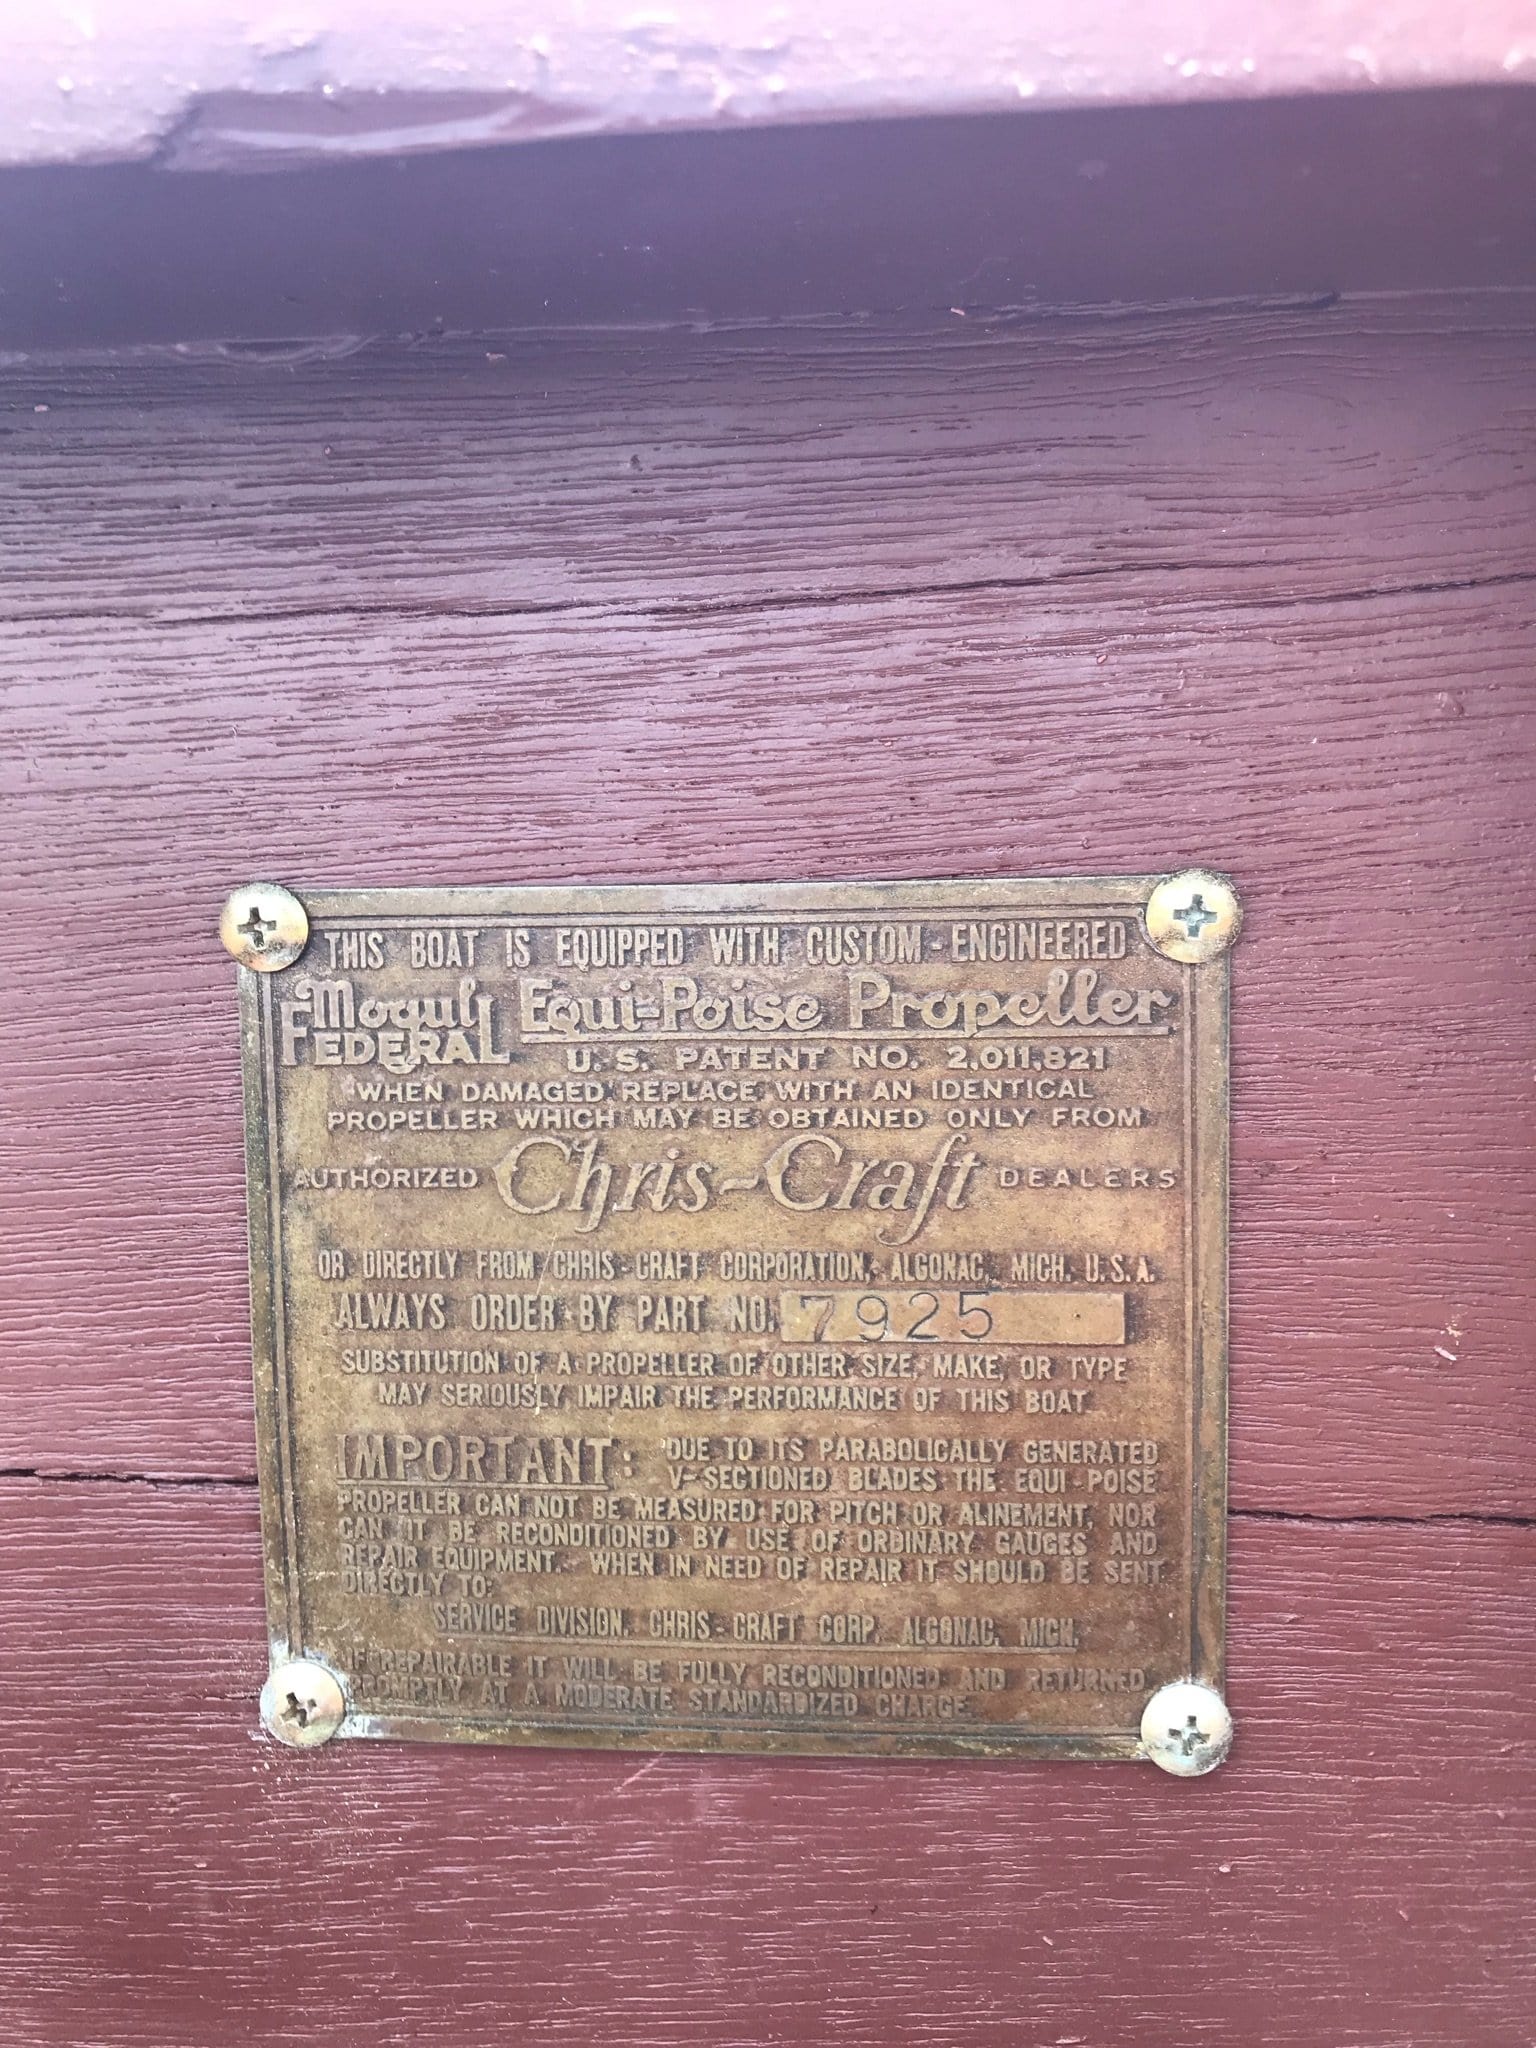 THIS BOAT IS EQUIPPED WITH CUSTOM-ENGINEERED
Mogul FEDERAL Equi-Poise Propeller
U.S. PATENT NO. 2,011,821
WHEN DAMAGED REPLACE WITH AN IDENTICAL
PROPELLER WHICH MAY BE OBTAINED ONLY FROM
AUTHORIZED Chris-Craft DEALERS
OR DIRECTLY FROM CHRIS-CRAFT CORPORATION, ALGONAC, MICH. U.S.A.
ALWAYS ORDER BY PART NO. 7925
SUBSTITUTION OF A PROPELLER OF OTHER SIZE, MAKE, OR TYPE
MAY SERIOUSLY IMPAIR THE PERFORMANCE OF THIS BOAT
IMPORTANT: DUE TO ITS PARABOLICALLY GENERATED
V-SECTIONED BLADES THE EQUI-POISE
PROPELLER CAN NOT BE MEASURED FOR PITCH OR ALINEMENT, NOR
CAN IT BE RECONDITIONED BY USE OF ORDINARY GAUGES AND
REPAIR EQUIPMENT. WHEN IN NEED OF REPAIR IT SHOULD BE SENT
DIRECTLY TO:
SERVICE DIVISION, CHRIS-CRAFT CORP. ALGONAC, MICH.
IF REPAIRABLE IT WILL BE FULLY RECONDITIONED AND RETURNED
PROMPTLY AT A MODERATE STANDARDIZED CHARGE.